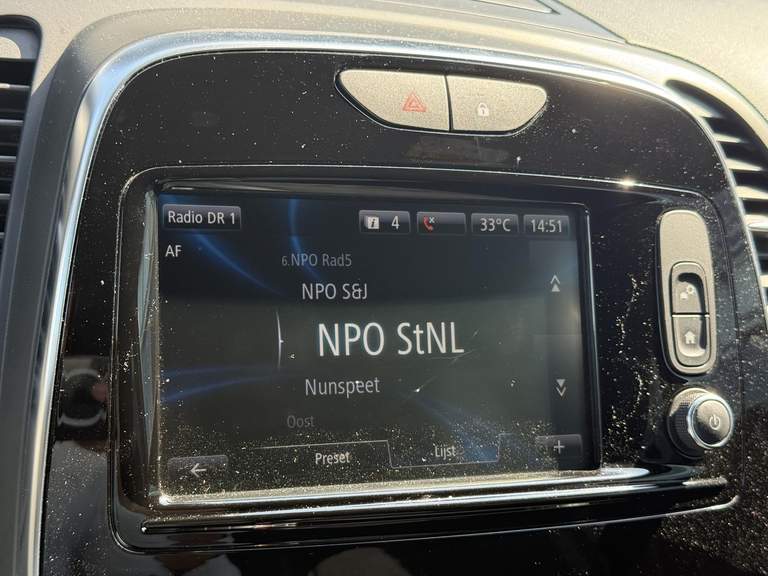 Radio DR 1
i 4
33°C
14:51
AF
6.NPO Rad5
NPO S&J
NPO StNL
Nunspeet
Oost
Preset
Lijst
+